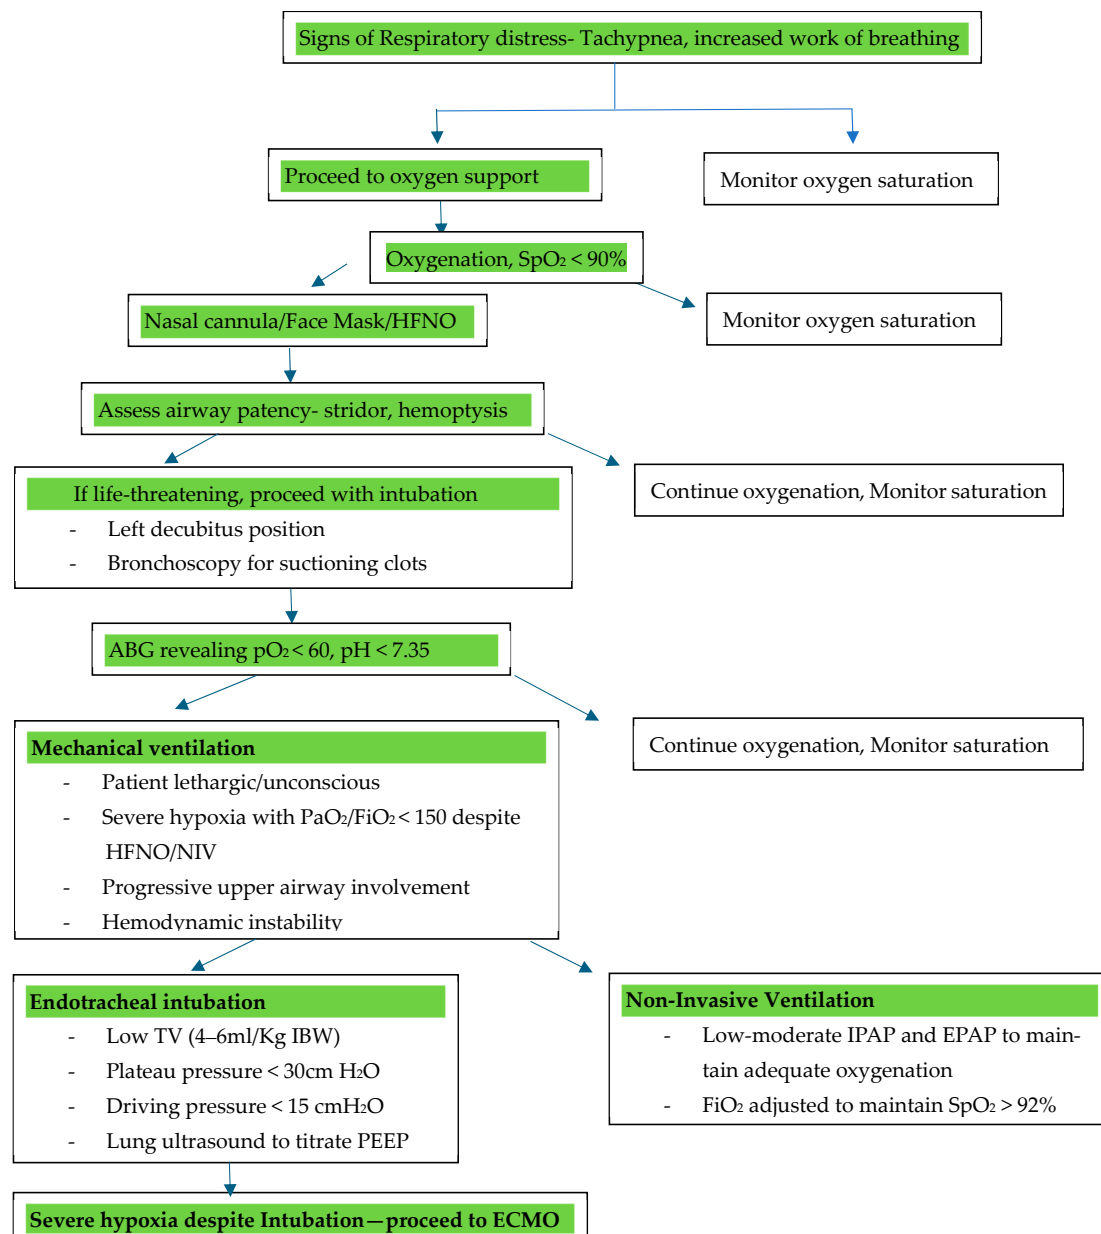 Signs of Respiratory distress- Tachypnea, increased work of breathing
Proceed to oxygen support
Monitor oxygen saturation
Oxygenation, SpO₂ < 90%
Nasal cannula/Face Mask/HFNO
Monitor oxygen saturation
Assess airway patency- stridor, hemoptysis
If life-threatening, proceed with intubation
- Left decubitus position
- Bronchoscopy for suctioning clots
Continue oxygenation, Monitor saturation
ABG revealing pO₂ < 60, pH < 7.35
Mechanical ventilation
- Patient lethargic/unconscious
- Severe hypoxia with PaO₂/FiO₂ < 150 despite
HFNO/NIV
- Progressive upper airway involvement
- Hemodynamic instability
Continue oxygenation, Monitor saturation
Endotracheal intubation
- Low TV (4–6ml/Kg IBW)
- Plateau pressure < 30cm H₂O
- Driving pressure < 15 cmH₂O
- Lung ultrasound to titrate PEEP
Non-Invasive Ventilation
- Low-moderate IPAP and EPAP to main-
tain adequate oxygenation
- FiO₂ adjusted to maintain SpO₂ > 92%
Severe hypoxia despite Intubation—proceed to ECMO